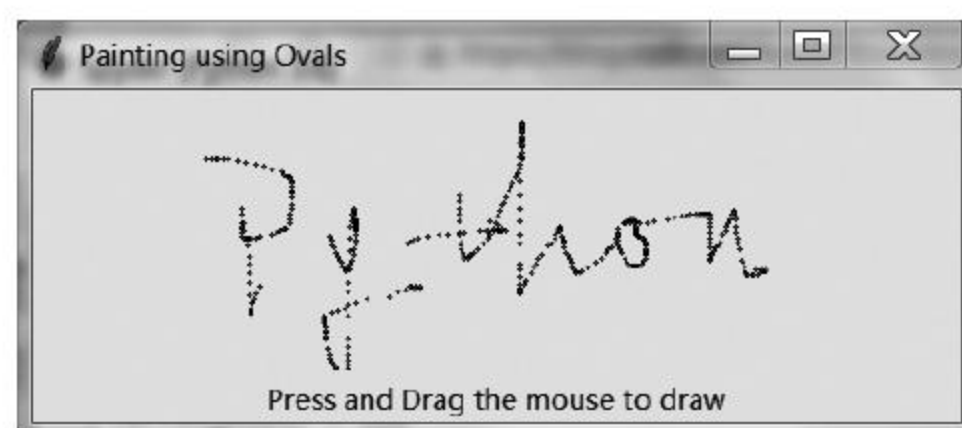 Painting using Ovals
Python
Press and Drag the mouse to draw